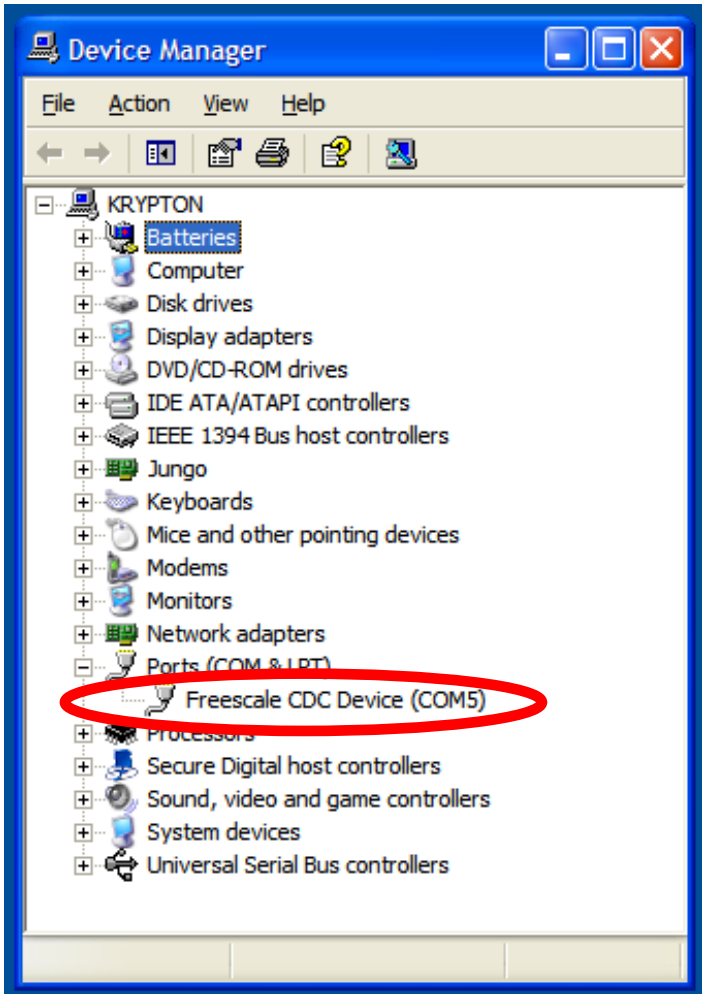 Device Manager
File Action View Help
KRYPTON
Batteries
Computer
Disk drives
Display adapters
DVD/CD-ROM drives
IDE ATA/ATAPI controllers
IEEE 1394 Bus host controllers
Jungo
Keyboards
Mice and other pointing devices
Modems
Monitors
Network adapters
Ports (COM & LPT)
Freescale CDC Device (COM5)
Processors
Secure Digital host controllers
Sound, video and game controllers
System devices
Universal Serial Bus controllers